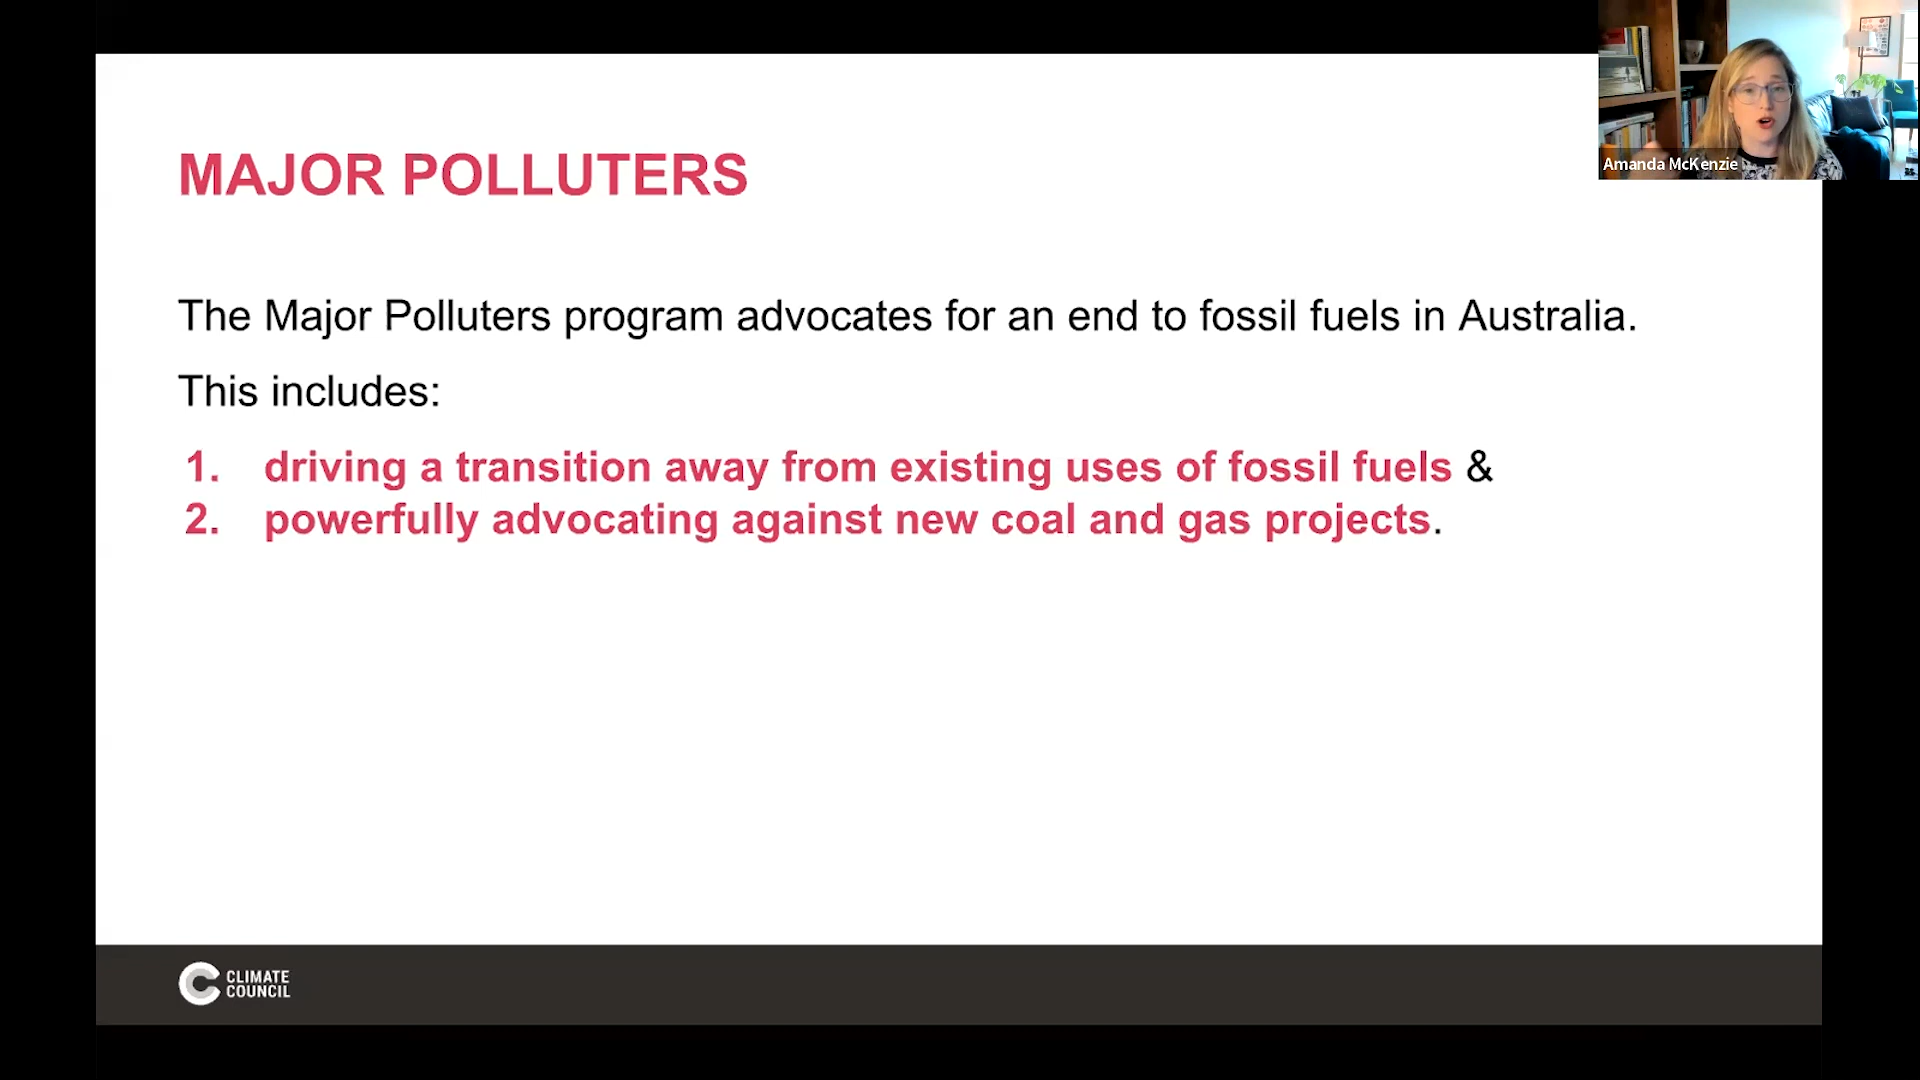 MAJOR POLLUTERS
Amanda McKenzie
The Major Polluters program advocates for an end to fossil fuels in Australia.
This includes:
1. driving a transition away from existing uses of fossil fuels &
2. powerfully advocating against new coal and gas projects.
CLIMATE
COUNCIL